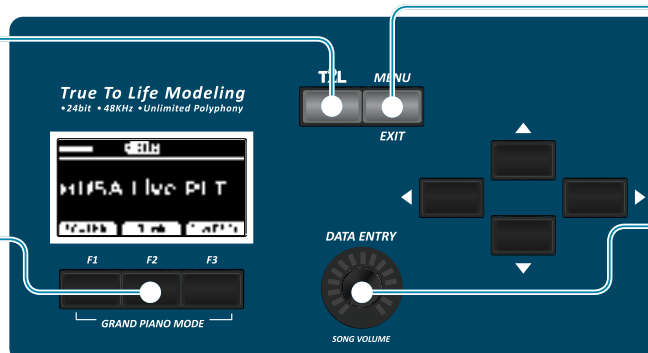 T2L
MENU
True To Life Modeling
•24bit •48KHz •Unlimited Polyphony
EXIT
F1 F2 F3
DATA ENTRY
GRAND PIANO MODE
SONG VOLUME